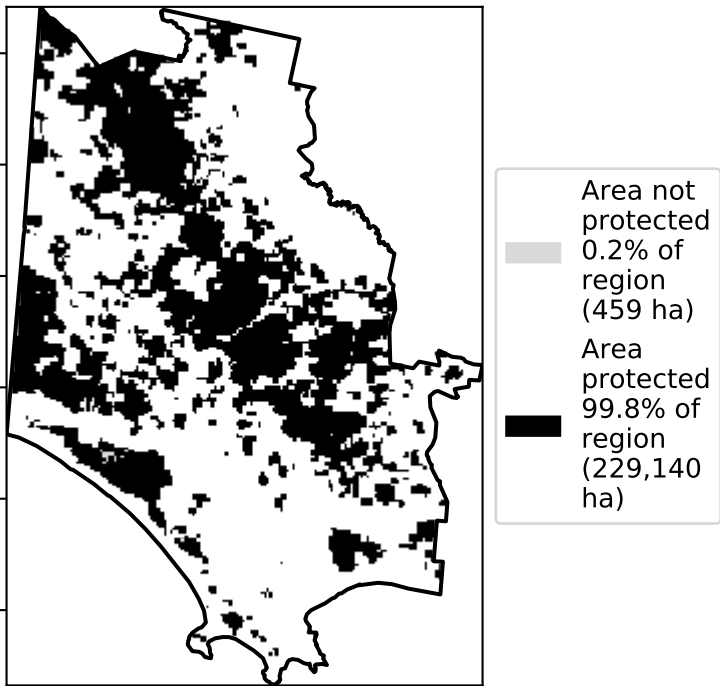 Area not
protected
0.2% of
region
(459 ha)
Area
protected
99.8% of
region
(229,140
ha)